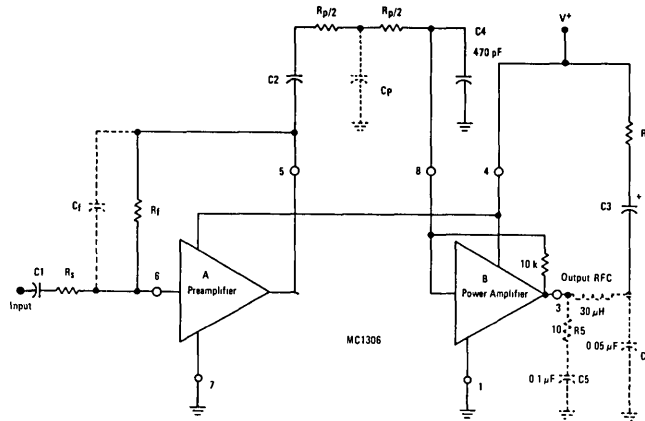 Rp/2 Rp/2
C4
470 pF
V+
C2
Cp
R
Cf
Rf
5
8
4
C3 +
C1
Rs
6
Input
A
Preamplifier
7
MC1306
10 k
B
Power Amplifier
3
Output RFC
30 µH
10 R5
0 1 µF C5
0 05 µF C
1